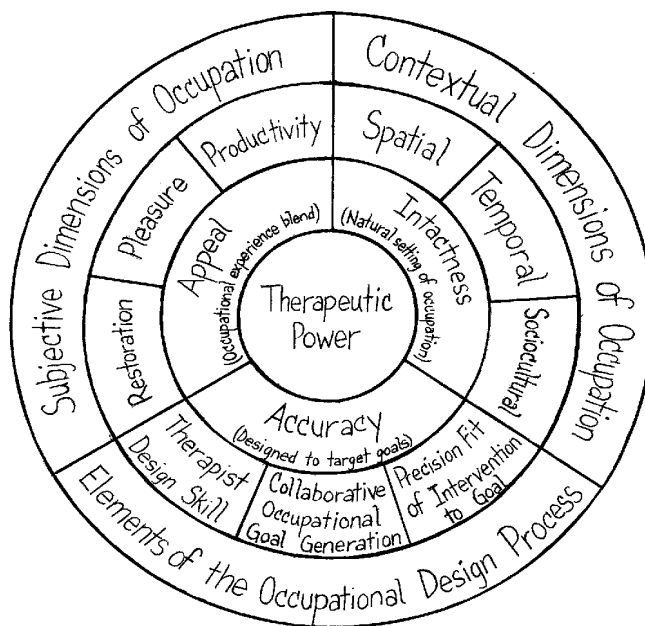 Subjective Dimensions of Occupation
Contextual Dimensions of Occupation
Elements of the Occupational Design Process
Restoration
Pleasure
Productivity
Spatial
Temporal
Sociocultural
Precision Fit
of Intervention
to Goal
Collaborative
Occupational
Goal Generation
Therapist
Design Skill
Appeal
(Occupational experience blend)
Intactness
(Natural setting of occupation)
Accuracy
(Designed to target goals)
Therapeutic
Power